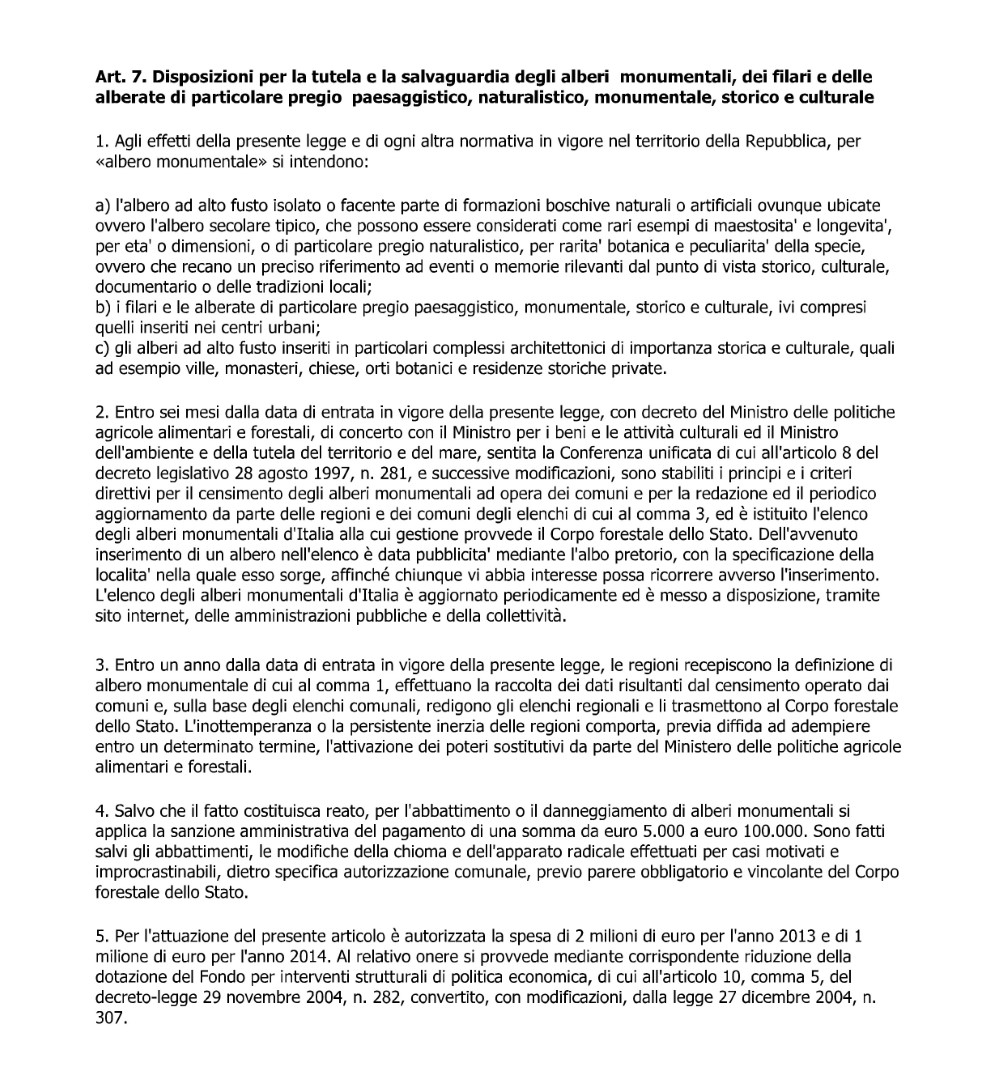 Art. 7. Disposizioni per la tutela e la salvaguardia degli alberi  monumentali, dei filari e delle
alberate di particolare pregio  paesaggistico, naturalistico, monumentale, storico e culturale
1. Agli effetti della presente legge e di ogni altra normativa in vigore nel territorio della Repubblica, per
«albero monumentale» si intendono:
a) l'albero ad alto fusto isolato o facente parte di formazioni boschive naturali o artificiali ovunque ubicate
ovvero l'albero secolare tipico, che possono essere considerati come rari esempi di maestosita' e longevita',
per eta' o dimensioni, o di particolare pregio naturalistico, per rarita' botanica e peculiarita' della specie,
ovvero che recano un preciso riferimento ad eventi o memorie rilevanti dal punto di vista storico, culturale,
documentario o delle tradizioni locali;
b) i filari e le alberate di particolare pregio paesaggistico, monumentale, storico e culturale, ivi compresi
quelli inseriti nei centri urbani;
c) gli alberi ad alto fusto inseriti in particolari complessi architettonici di importanza storica e culturale, quali
ad esempio ville, monasteri, chiese, orti botanici e residenze storiche private.
2. Entro sei mesi dalla data di entrata in vigore della presente legge, con decreto del Ministro delle politiche
agricole alimentari e forestali, di concerto con il Ministro per i beni e le attività culturali ed il Ministro
dell'ambiente e della tutela del territorio e del mare, sentita la Conferenza unificata di cui all'articolo 8 del
decreto legislativo 28 agosto 1997, n. 281, e successive modificazioni, sono stabiliti i principi e i criteri
direttivi per il censimento degli alberi monumentali ad opera dei comuni e per la redazione ed il periodico
aggiornamento da parte delle regioni e dei comuni degli elenchi di cui al comma 3, ed è istituito l'elenco
degli alberi monumentali d'Italia alla cui gestione provvede il Corpo forestale dello Stato. Dell'avvenuto
inserimento di un albero nell'elenco è data pubblicita' mediante l'albo pretorio, con la specificazione della
localita' nella quale esso sorge, affinché chiunque vi abbia interesse possa ricorrere avverso l'inserimento.
L'elenco degli alberi monumentali d'Italia è aggiornato periodicamente ed è messo a disposizione, tramite
sito internet, delle amministrazioni pubbliche e della collettività.
3. Entro un anno dalla data di entrata in vigore della presente legge, le regioni recepiscono la definizione di
albero monumentale di cui al comma 1, effettuano la raccolta dei dati risultanti dal censimento operato dai
comuni e, sulla base degli elenchi comunali, redigono gli elenchi regionali e li trasmettono al Corpo forestale
dello Stato. L'inottemperanza o la persistente inerzia delle regioni comporta, previa diffida ad adempiere
entro un determinato termine, l'attivazione dei poteri sostitutivi da parte del Ministero delle politiche agricole
alimentari e forestali.
4. Salvo che il fatto costituisca reato, per l'abbattimento o il danneggiamento di alberi monumentali si
applica la sanzione amministrativa del pagamento di una somma da euro 5.000 a euro 100.000. Sono fatti
salvi gli abbattimenti, le modifiche della chioma e dell'apparato radicale effettuati per casi motivati e
improcrastinabili, dietro specifica autorizzazione comunale, previo parere obbligatorio e vincolante del Corpo
forestale dello Stato.
5. Per l'attuazione del presente articolo è autorizzata la spesa di 2 milioni di euro per l'anno 2013 e di 1
milione di euro per l'anno 2014. Al relativo onere si provvede mediante corrispondente riduzione della
dotazione del Fondo per interventi strutturali di politica economica, di cui all'articolo 10, comma 5, del
decreto-legge 29 novembre 2004, n. 282, convertito, con modificazioni, dalla legge 27 dicembre 2004, n.
307.